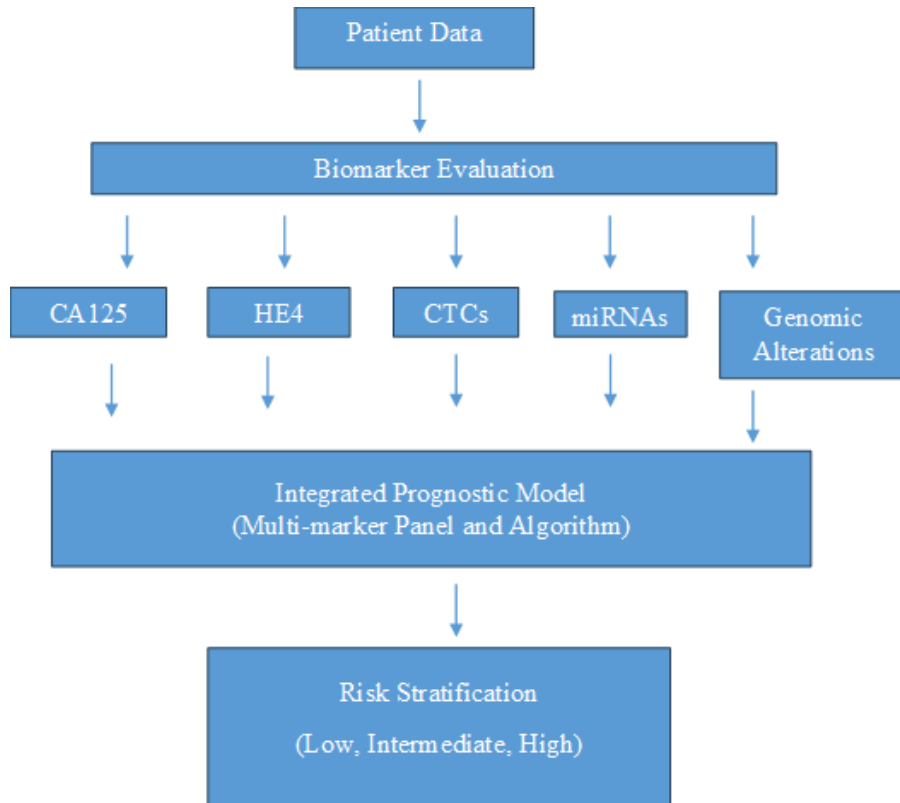 Patient Data
Biomarker Evaluation
CA125
HE4
CTCs
miRNAs
Genomic
Alterations
Integrated Prognostic Model
(Multi-marker Panel and Algorithm)
Risk Stratification
(Low, Intermediate, High)